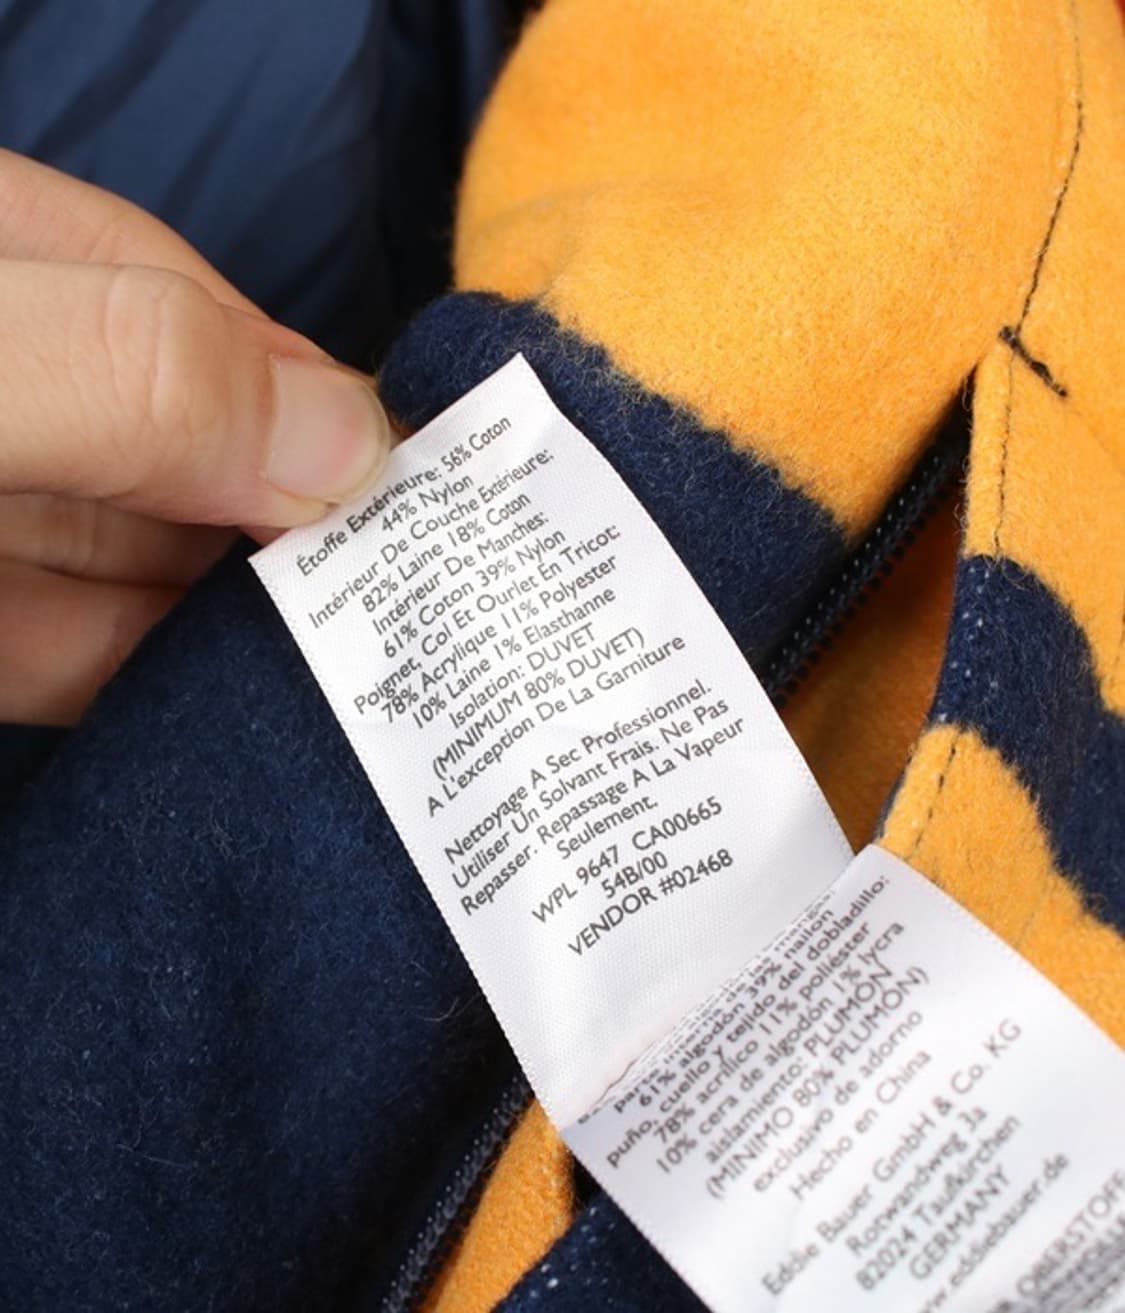 Étoffe Extérieure: 56% Coton
44% Nylon
Intérieur De Couche Extérieure:
82% Laine 18% Coton
Intérieur De Manches:
61% Coton 39% Nylon
Poignet, Col Et Ourlet En Tricot:
78% Acrylique 11% Polyester
10% Laine 1% Elasthanne
Isolation: DUVET
(MINIMUM 80% DUVET)
A L'exception De La Garniture
Nettoyage A Sec Professionnel.
Utiliser Un Solvant Frais. Ne Pas
Repasser. Repassage A La Vapeur
Seulement.
WPL 9647 CA00665
54B/00
VENDOR #02468
61% algodón 39% nailon
puño, cuello y tejido del dobladillo:
78% acrílico 11% poliéster
10% cera de algodón 1% lycra
aislamiento: PLUMÓN
(MINIMO 80% PLUMÓN)
exclusivo de adorno
Hecho en China
Eddie Bauer GmbH & Co. KG
Rotwandweg 3a
82024 Taufkirchen
GERMANY
.eddiebauer.de
OBERSTOFF